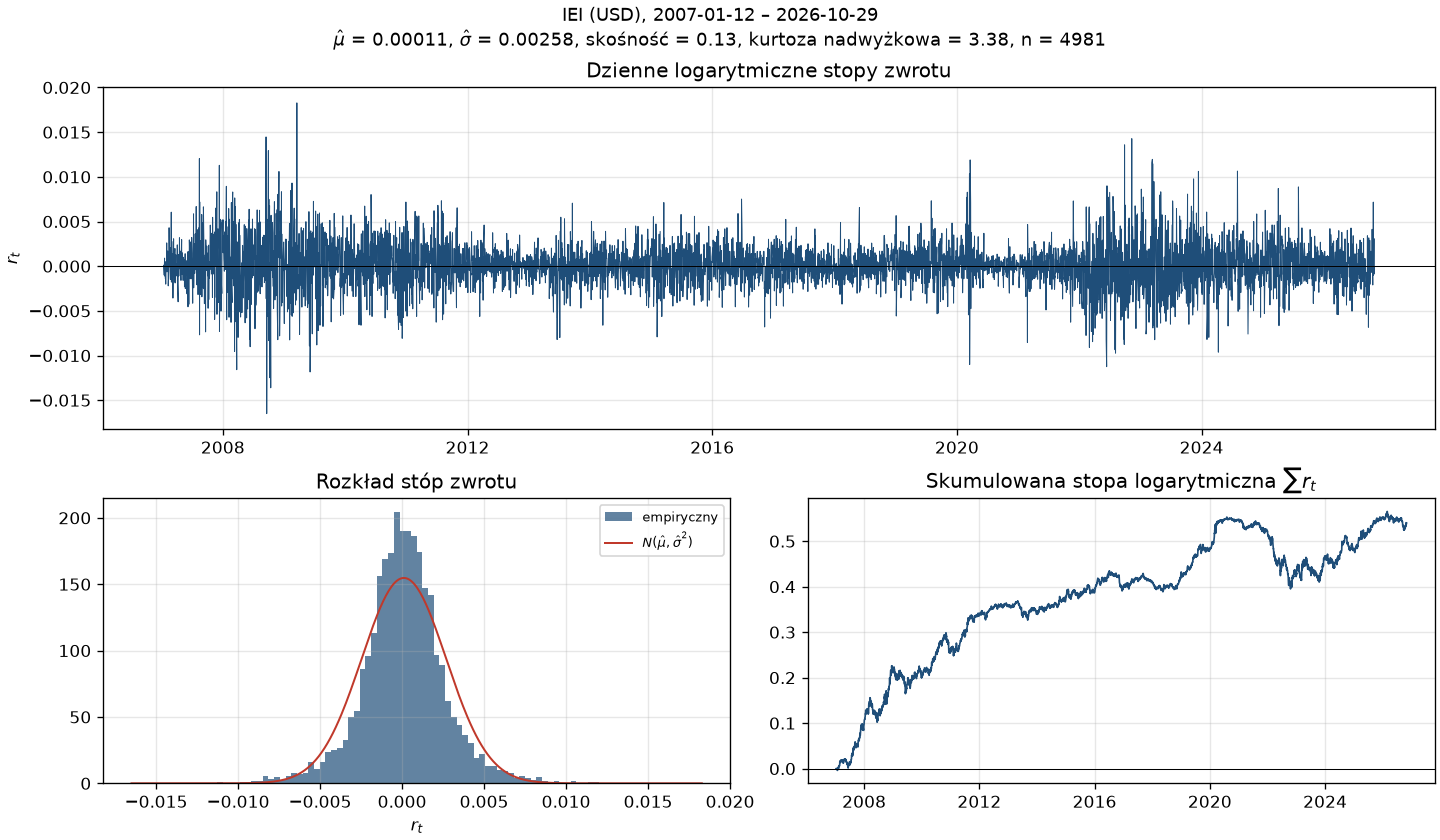 IEI (USD), 2007-01-12 – 2026-10-29
μ̂ = 0.00011, σ̂ = 0.00258, skośność = 0.13, kurtoza nadwyżkowa = 3.38, n = 4981
Dzienne logarytmiczne stopy zwrotu
0.020
0.015
0.010
0.005
0.000
−0.005
−0.010
−0.015
r_t
2008 2012 2016 2020 2024
Rozkład stóp zwrotu
200
150
100
50
0
empiryczny
N(μ̂, σ̂²)
−0.015 −0.010 −0.005 0.000 0.005 0.010 0.015 0.020
r_t
Skumulowana stopa logarytmiczna ∑r_t
0.5
0.4
0.3
0.2
0.1
0.0
2008 2012 2016 2020 2024